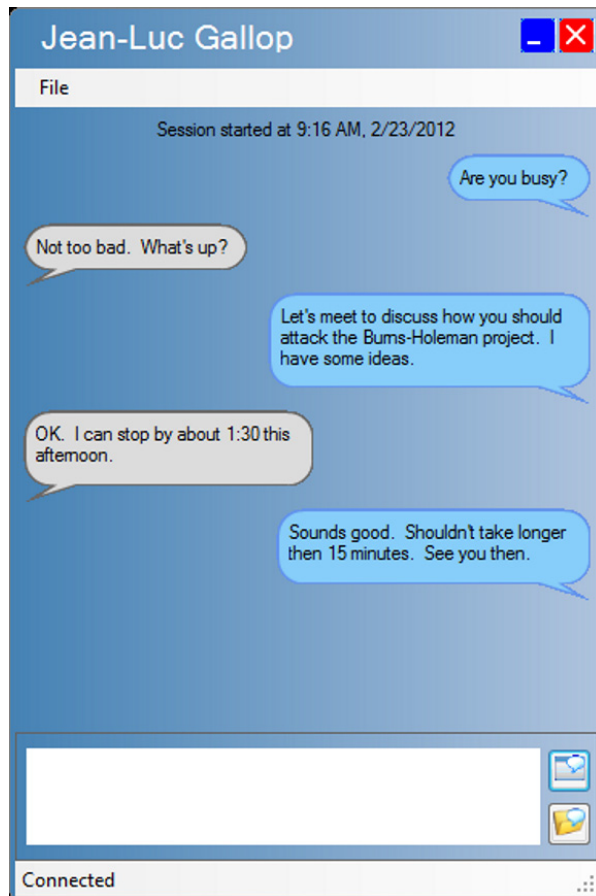 Jean-Luc Gallop
File
Session started at 9:16 AM, 2/23/2012
Are you busy?
Not too bad.  What's up?
Let's meet to discuss how you should
attack the Burns-Holeman project.  I
have some ideas.
OK.  I can stop by about 1:30 this
afternoon.
Sounds good.  Shouldn't take longer
then 15 minutes.  See you then.
Connected